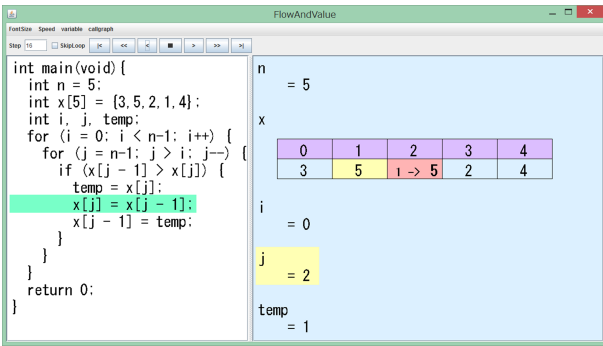 FlowAndValue
FontSize Speed variable callgraph
Step 16 SkipLoop |< << < ■ > >> >|
int main(void){
int n = 5;
int x[5] = {3,5,2,1,4};
int i, j, temp;
for (i = 0; i < n-1; i++) {
for (j = n-1; j > i; j--) {
if (x[j - 1] > x[j]) {
temp = x[j];
x[j] = x[j - 1];
x[j - 1] = temp;
}
}
}
return 0;
}
n
= 5
x
0 1 2 3 4
3 5 1 -> 5 2 4
i
= 0
j
= 2
temp
= 1